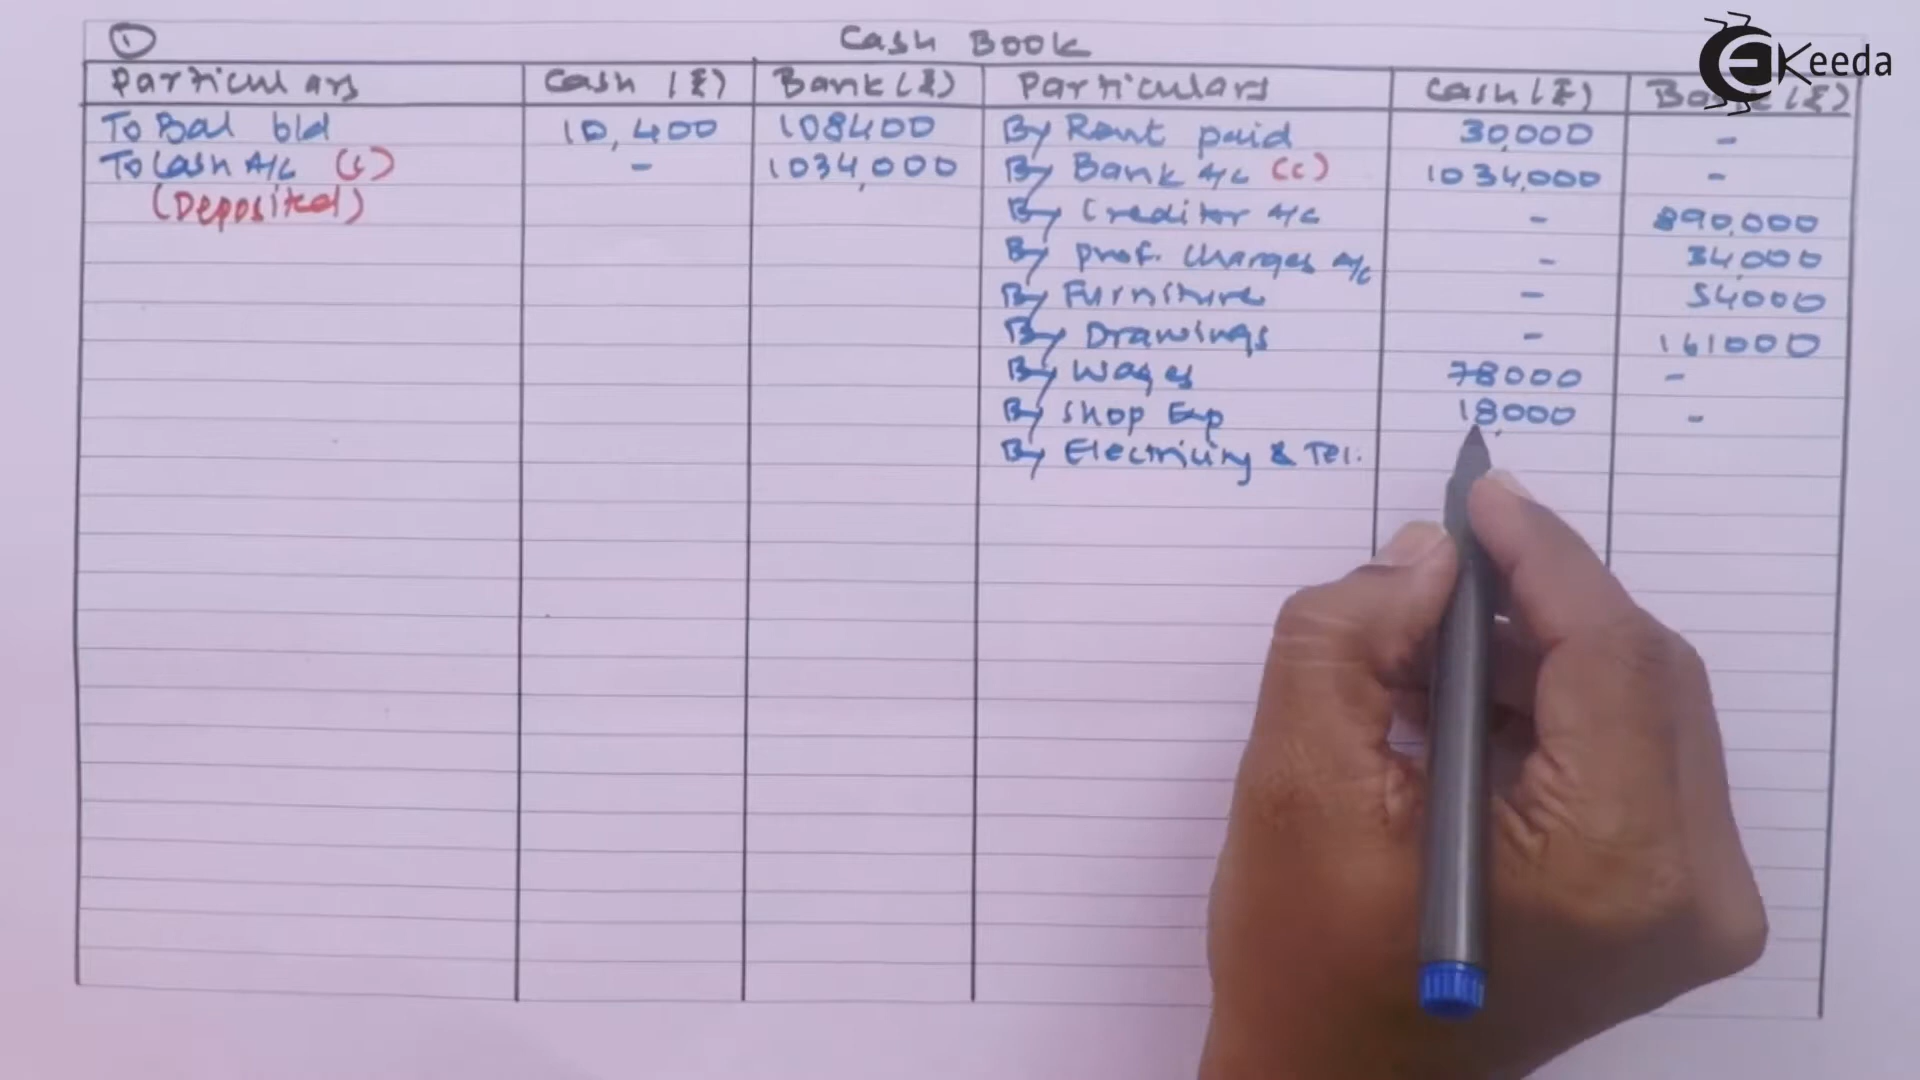 ① Cash Book
EKeeda
Particulars Cash (₹) Bank (₹) Particulars Cash (₹) Bank (₹)
To Bal b/d 10,400 108400 By Rent paid 30,000 -
To Cash A/c (c) - 1034,000 By Bank A/c (c) 1034,000 -
(Deposited) By Creditor A/c - 890,000
By Prof. Charges A/c - 34,000
By Furniture - 54000
By Drawings - 161000
By Wages 78000 -
By Shop Exp 18,000 -
By Electricity & Tel.